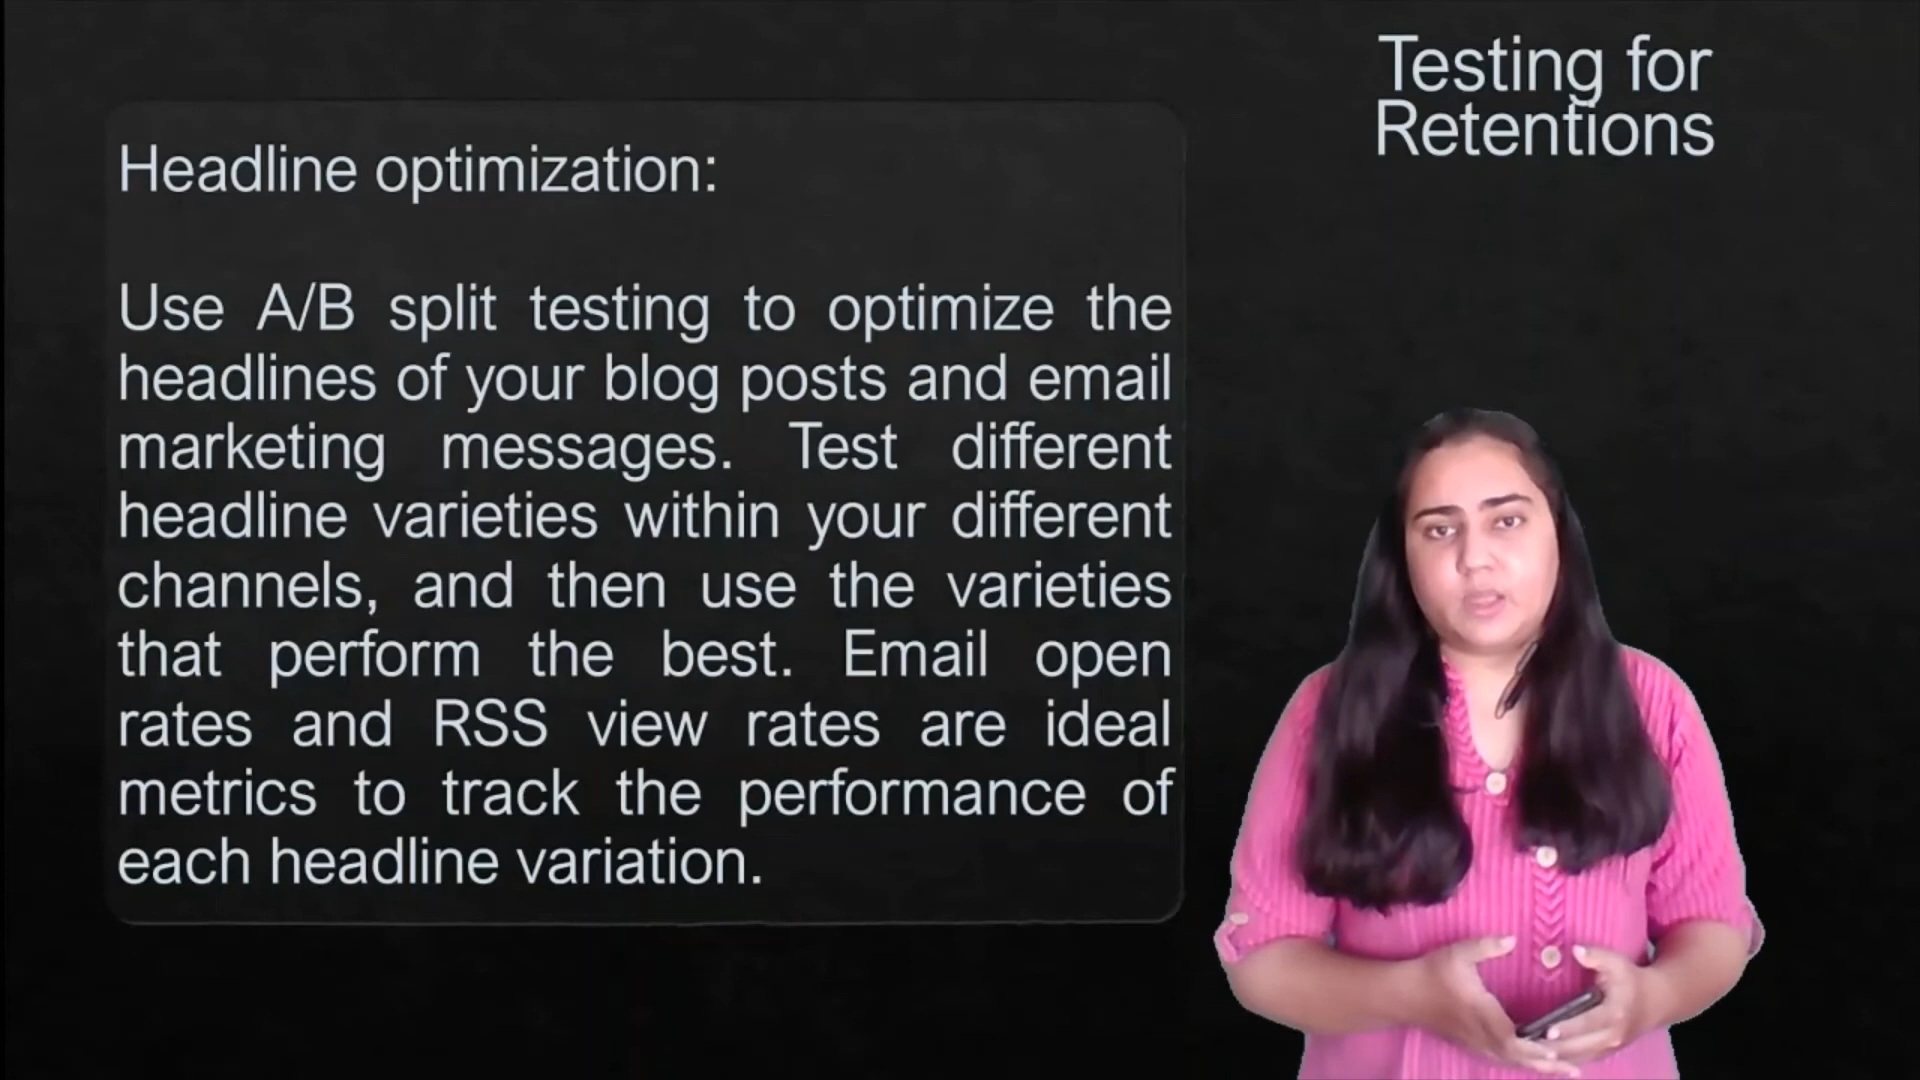 Testing for
Retentions
Headline optimization:
Use A/B split testing to optimize the
headlines of your blog posts and email
marketing messages. Test different
headline varieties within your different
channels, and then use the varieties
that perform the best. Email open
rates and RSS view rates are ideal
metrics to track the performance of
each headline variation.